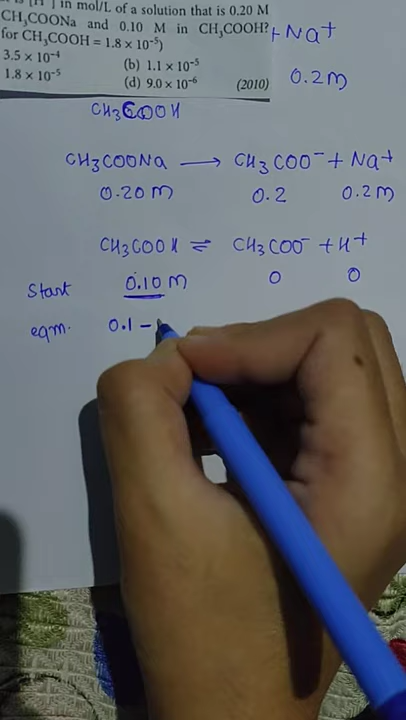 [H ] in mol/L of a solution that is 0.20 M
CH₃COONa and 0.10 M in CH₃COOH?
for CH₃COOH = 1.8 × 10⁻⁵)
3.5 × 10⁻⁴ (b) 1.1 × 10⁻⁵
1.8 × 10⁻⁵ (d) 9.0 × 10⁻⁶ (2010)
+ Na+
0.2M
CH3COOH
CH3COONa ⟶ CH3COO⁻ + Na+
0.20M 0.2 0.2M
CH3COOH ⇌ CH3COO⁻ + H+
Start 0.10 M 0 0
eqm. 0.1 –